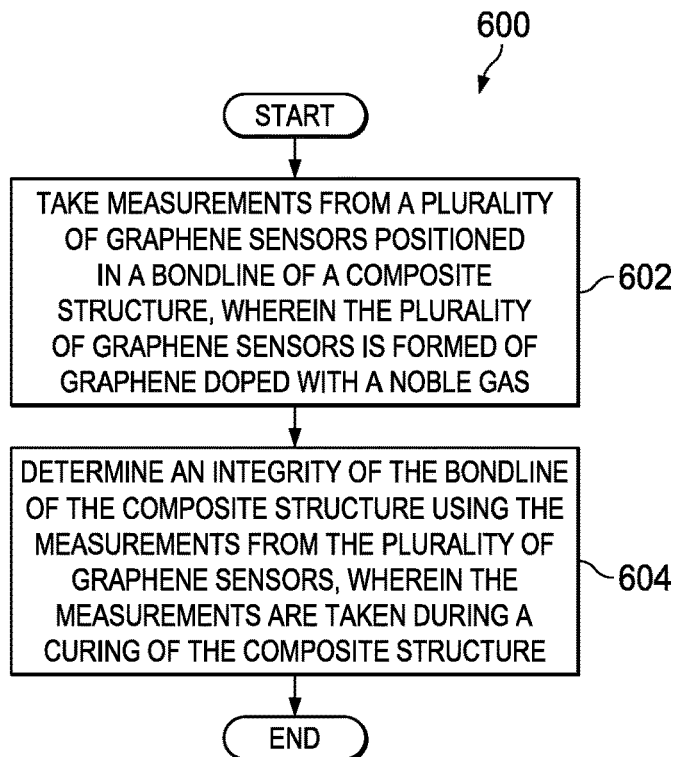 600
START
TAKE MEASUREMENTS FROM A PLURALITY
OF GRAPHENE SENSORS POSITIONED
IN A BONDLINE OF A COMPOSITE
STRUCTURE, WHEREIN THE PLURALITY
OF GRAPHENE SENSORS IS FORMED OF
GRAPHENE DOPED WITH A NOBLE GAS
602
DETERMINE AN INTEGRITY OF THE BONDLINE
OF THE COMPOSITE STRUCTURE USING THE
MEASUREMENTS FROM THE PLURALITY OF
GRAPHENE SENSORS, WHEREIN THE
MEASUREMENTS ARE TAKEN DURING A
CURING OF THE COMPOSITE STRUCTURE
604
END